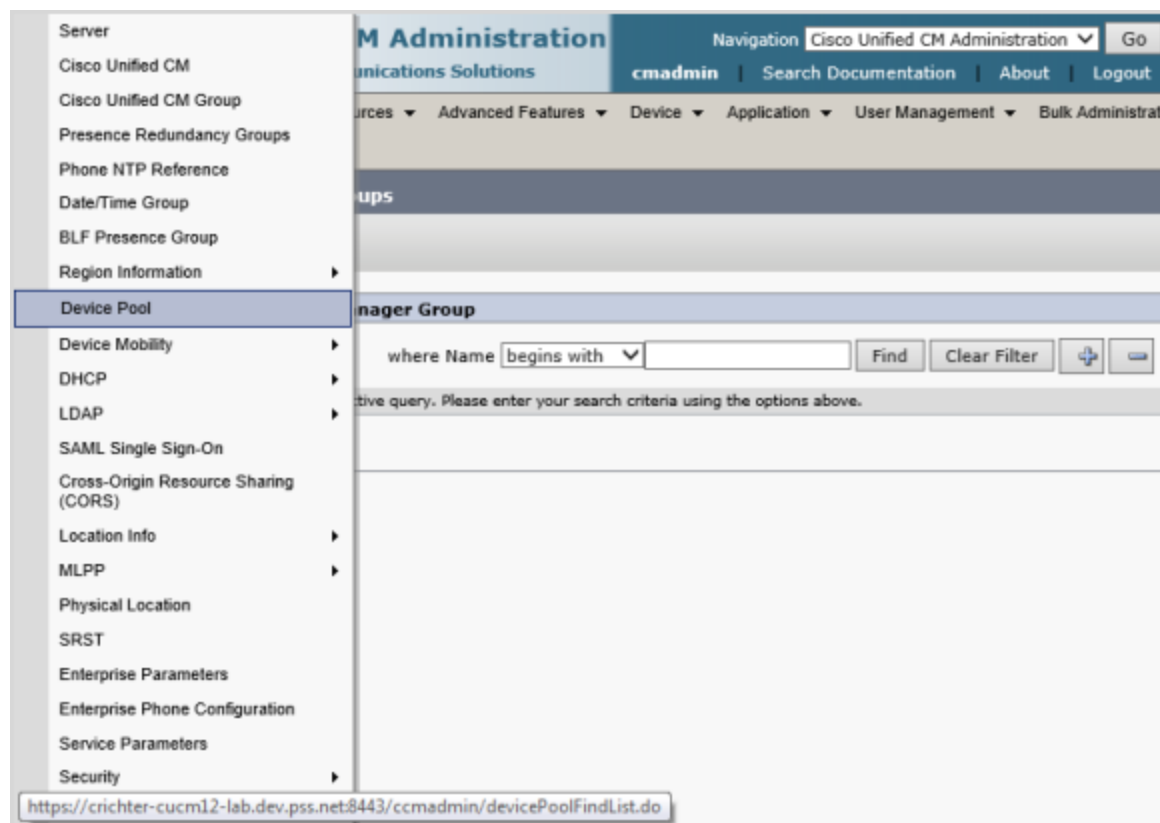 Server
Cisco Unified CM
Cisco Unified CM Group
Presence Redundancy Groups
Phone NTP Reference
Date/Time Group
BLF Presence Group
Region Information
Device Pool
Device Mobility
DHCP
LDAP
SAML Single Sign-On
Cross-Origin Resource Sharing
(CORS)
Location Info
MLPP
Physical Location
SRST
Enterprise Parameters
Enterprise Phone Configuration
Service Parameters
Security
https://crichter-cucm12-lab.dev.pss.net:8443/ccmadmin/devicePoolFindList.do
M Administration
unications Solutions
Navigation Cisco Unified CM Administration Go
cmadmin | Search Documentation | About | Logout
urces Advanced Features Device Application User Management Bulk Administrat
ups
nager Group
where Name begins with Find Clear Filter
tive query. Please enter your search criteria using the options above.